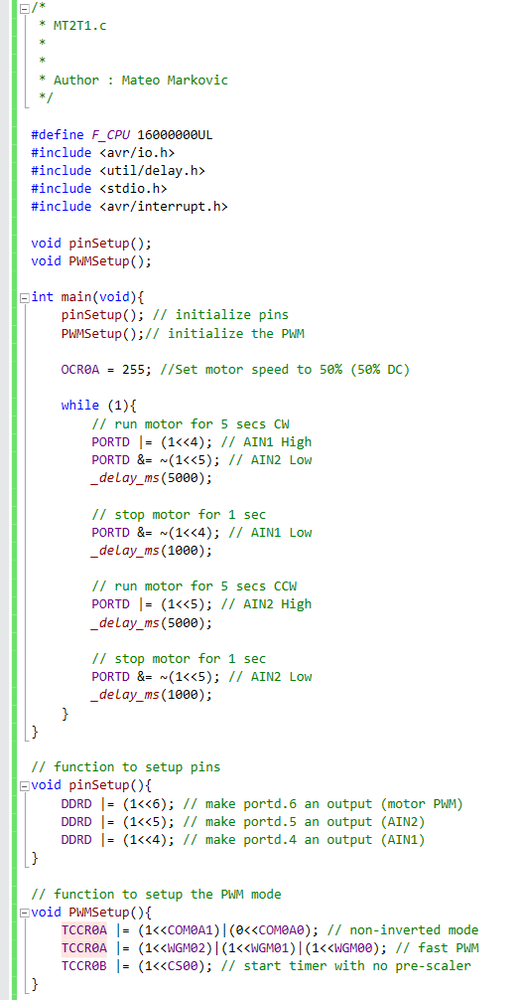 /*
 * MT2T1.c
 *
 *
 * Author : Mateo Markovic
 */

#define F_CPU 16000000UL
#include <avr/io.h>
#include <util/delay.h>
#include <stdio.h>
#include <avr/interrupt.h>

void pinSetup();
void PWMSetup();

int main(void){
    pinSetup(); // initialize pins
    PWMSetup();// initialize the PWM

    OCR0A = 255; //Set motor speed to 50% (50% DC)

    while (1){
        // run motor for 5 secs CW
        PORTD |= (1<<4); // AIN1 High
        PORTD &= ~(1<<5); // AIN2 Low
        _delay_ms(5000);

        // stop motor for 1 sec
        PORTD &= ~(1<<4); // AIN1 Low
        _delay_ms(1000);

        // run motor for 5 secs CCW
        PORTD |= (1<<5); // AIN2 High
        _delay_ms(5000);

        // stop motor for 1 sec
        PORTD &= ~(1<<5); // AIN2 Low
        _delay_ms(1000);
    }
}

// function to setup pins
void pinSetup(){
    DDRD |= (1<<6); // make portd.6 an output (motor PWM)
    DDRD |= (1<<5); // make portd.5 an output (AIN2)
    DDRD |= (1<<4); // make portd.4 an output (AIN1)
}

// function to setup the PWM mode
void PWMSetup(){
    TCCR0A |= (1<<COM0A1)|(0<<COM0A0); // non-inverted mode
    TCCR0A |= (1<<WGM02)|(1<<WGM01)|(1<<WGM00); // fast PWM
    TCCR0B |= (1<<CS00); // start timer with no pre-scaler
}